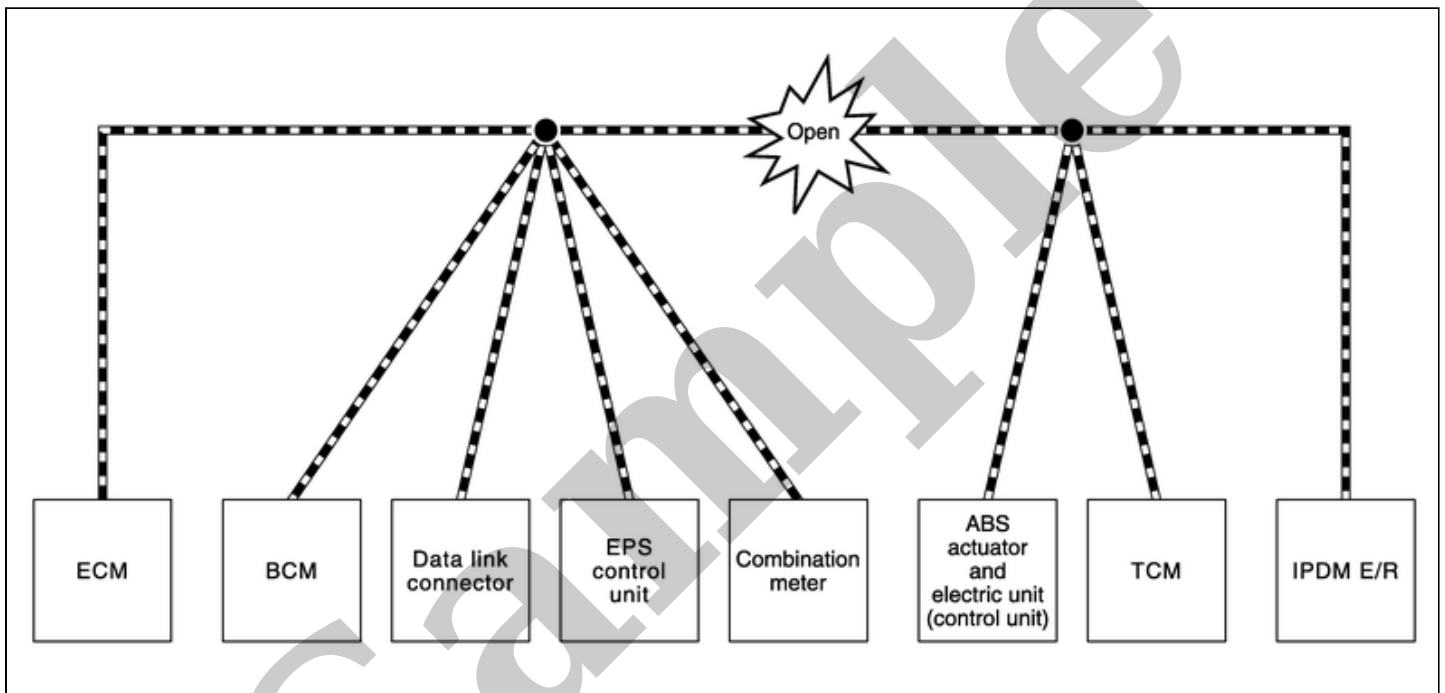 Open
ECM
BCM
Data link
connector
EPS
control
unit
Combination
meter
ABS
actuator
and
electric unit
(control unit)
TCM
IPDM E/R
Sample